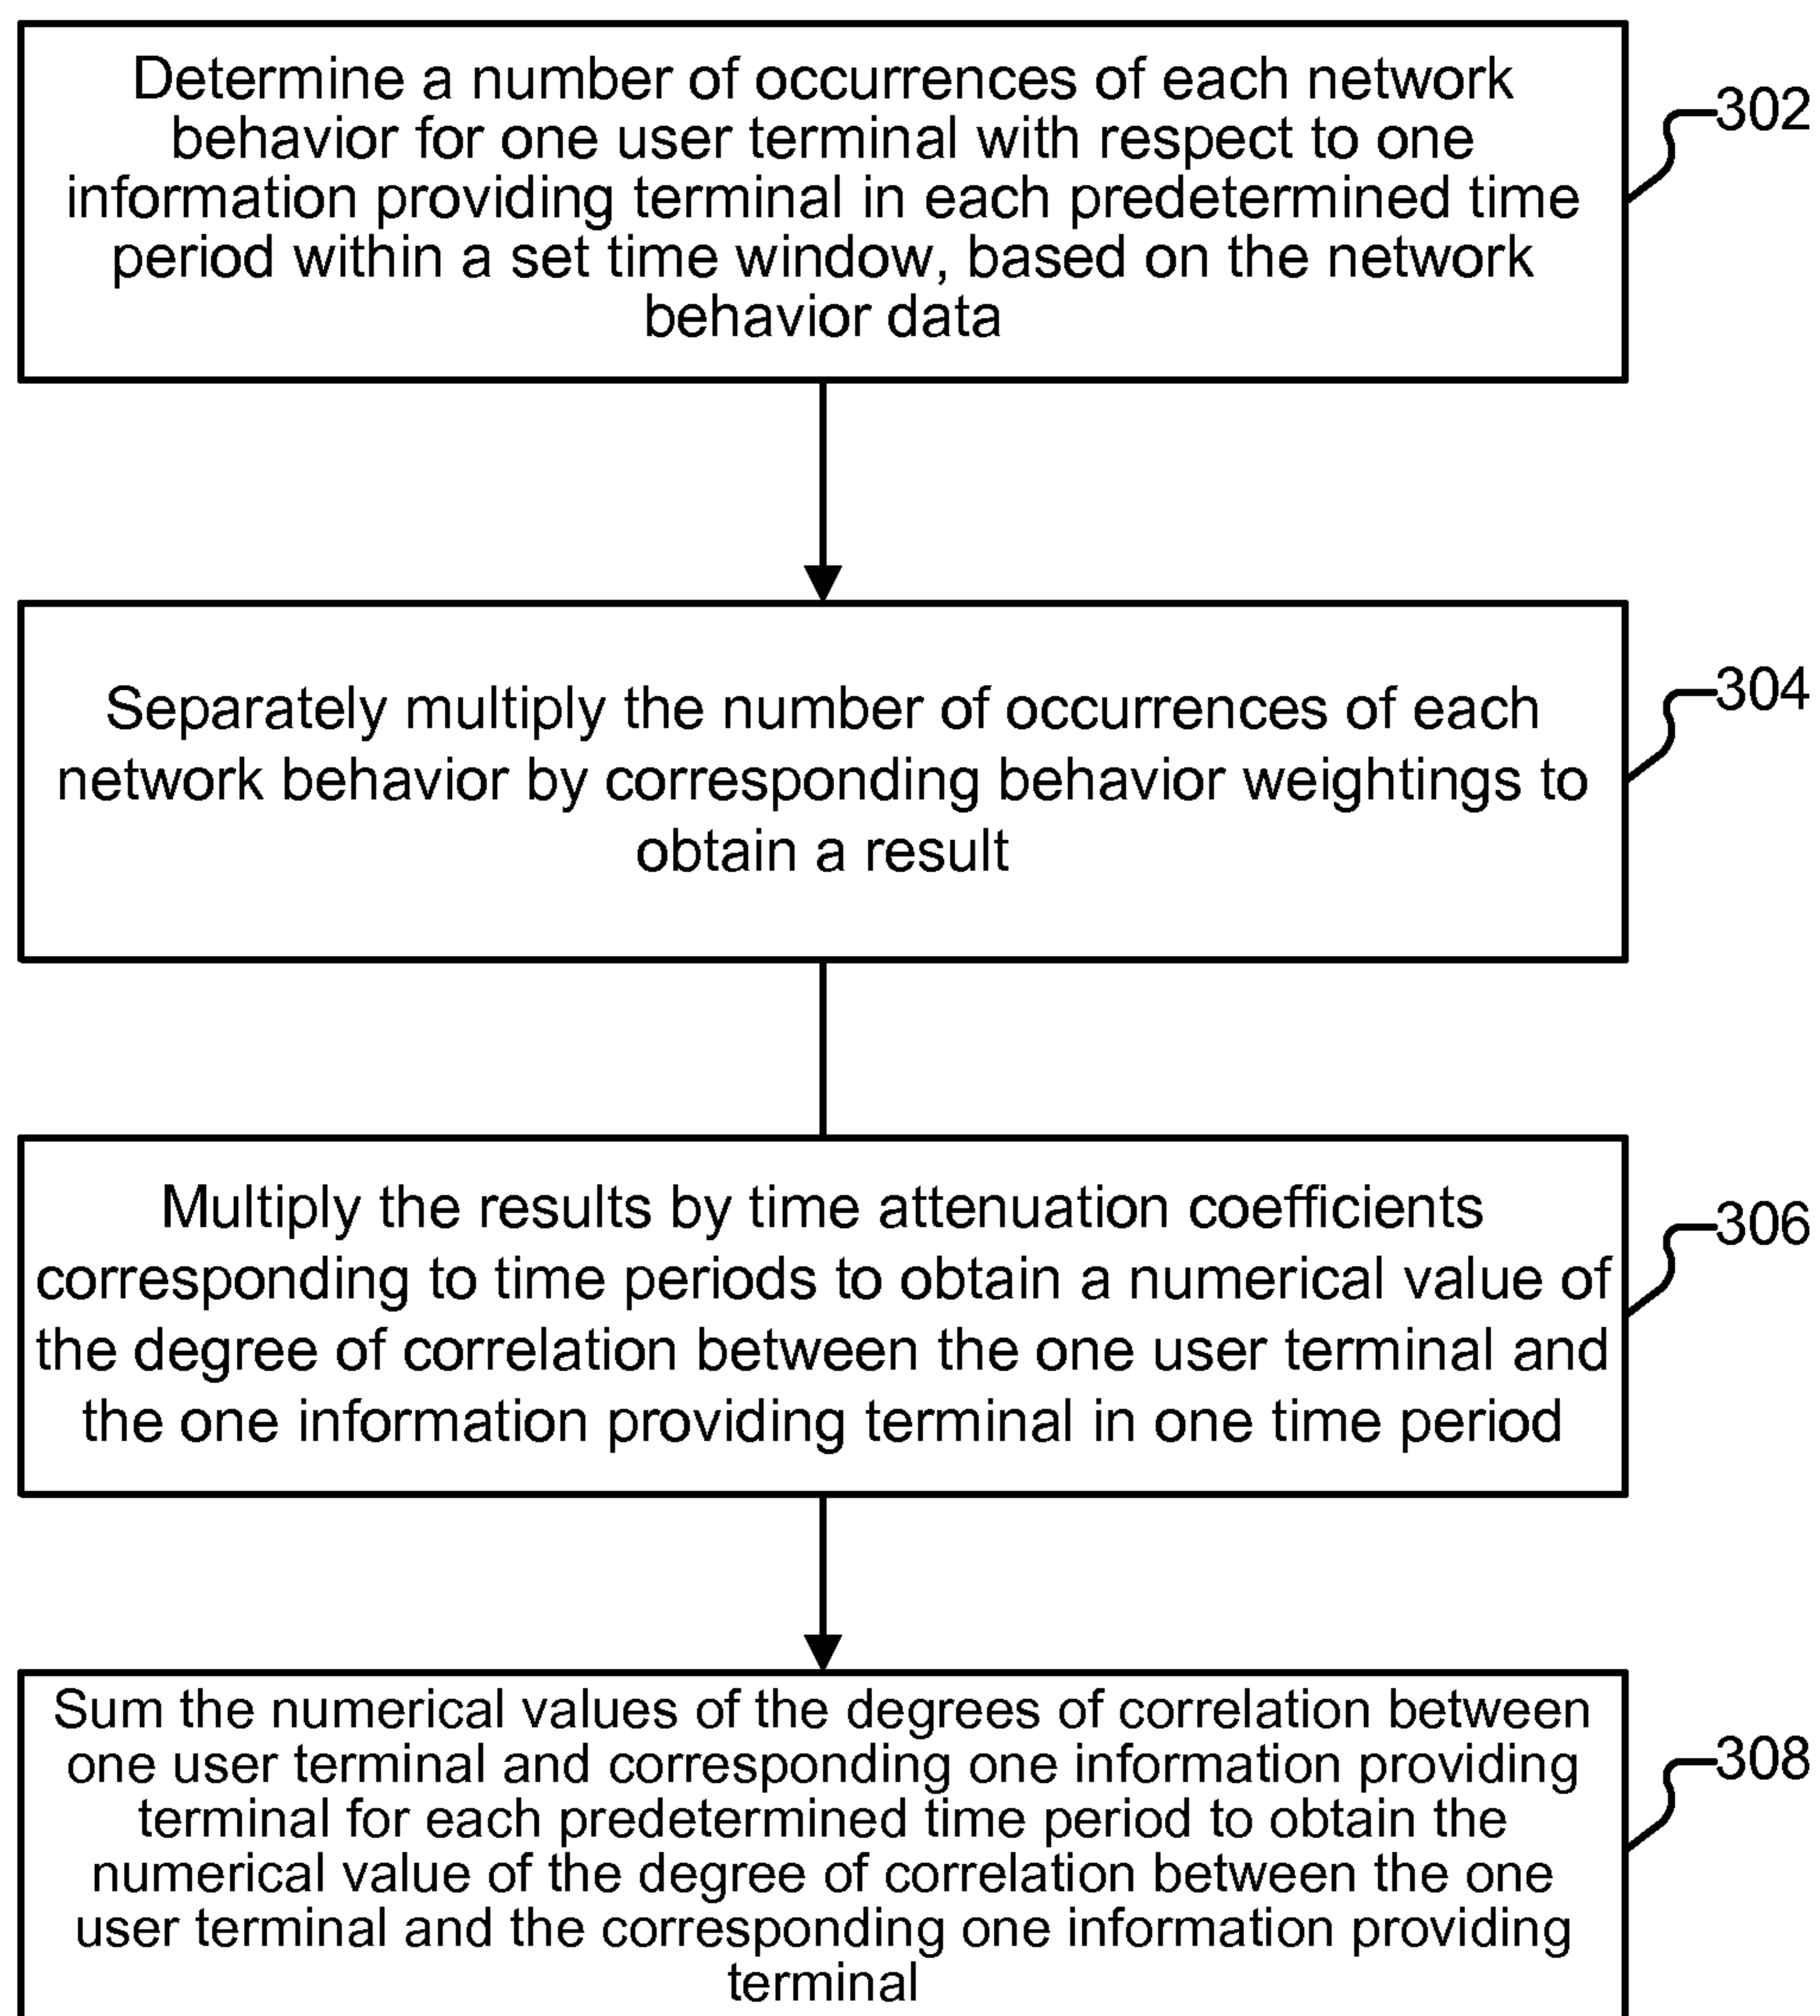 Determine a number of occurrences of each network
behavior for one user terminal with respect to one
information providing terminal in each predetermined time
period within a set time window, based on the network
behavior data
302
Separately multiply the number of occurrences of each
network behavior by corresponding behavior weightings to
obtain a result
304
Multiply the results by time attenuation coefficients
corresponding to time periods to obtain a numerical value of
the degree of correlation between the one user terminal and
the one information providing terminal in one time period
306
Sum the numerical values of the degrees of correlation between
one user terminal and corresponding one information providing
terminal for each predetermined time period to obtain the
numerical value of the degree of correlation between the one
user terminal and the corresponding one information providing
terminal
308